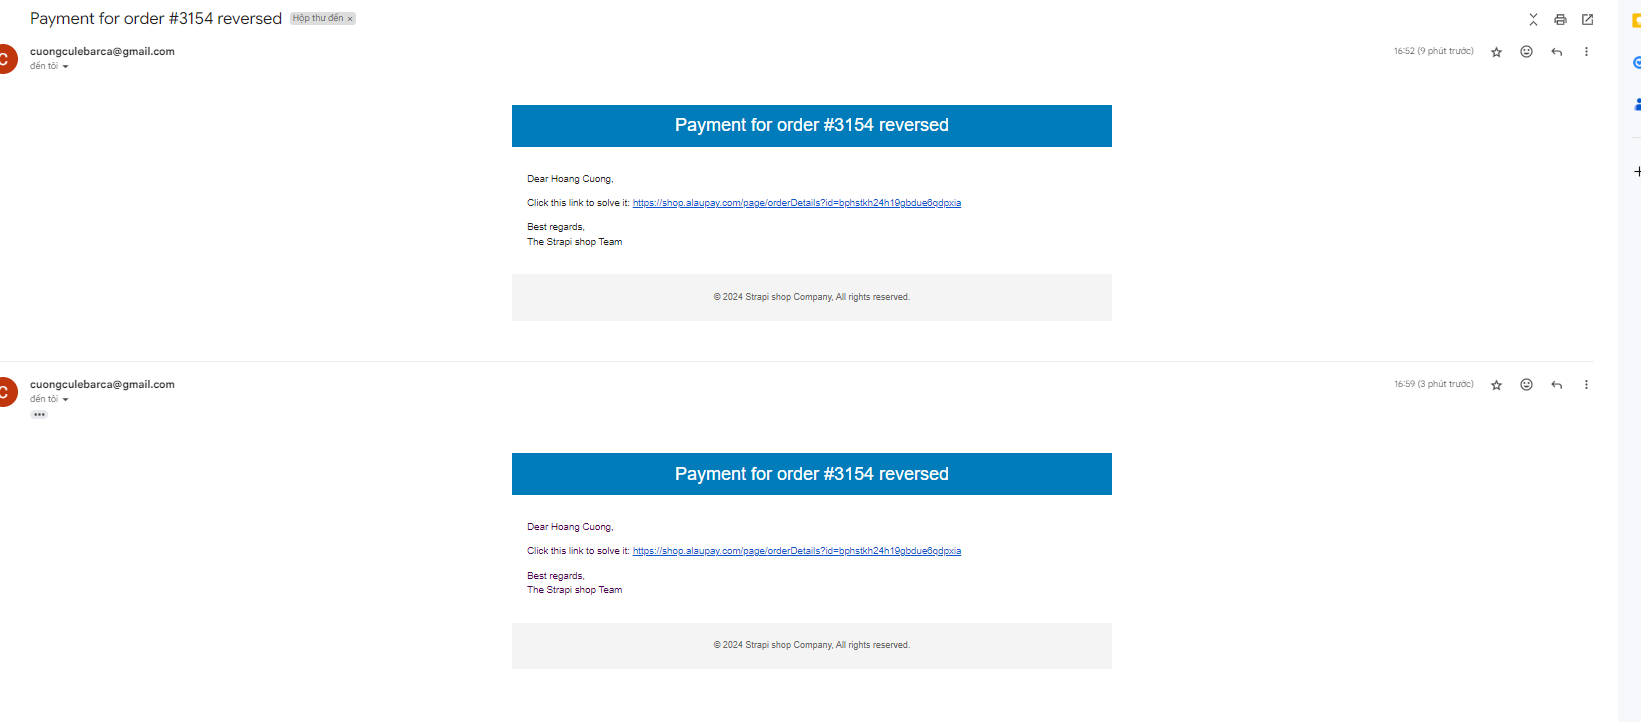 Payment for order #3154 reversed Hộp thư đến ×
C cuongculebarca@gmail.com 16:52 (9 phút trước)
đến tôi
Payment for order #3154 reversed
Dear Hoang Cuong,
Click this link to solve it: https://shop.alaupay.com/page/orderDetails?id=bphstkh24h19gbdue6qdpxia
Best regards,
The Strapi shop Team
© 2024 Strapi shop Company, All rights reserved.
C cuongculebarca@gmail.com 16:59 (3 phút trước)
đến tôi
Payment for order #3154 reversed
Dear Hoang Cuong,
Click this link to solve it: https://shop.alaupay.com/page/orderDetails?id=bphstkh24h19gbdue6qdpxia
Best regards,
The Strapi shop Team
© 2024 Strapi shop Company, All rights reserved.